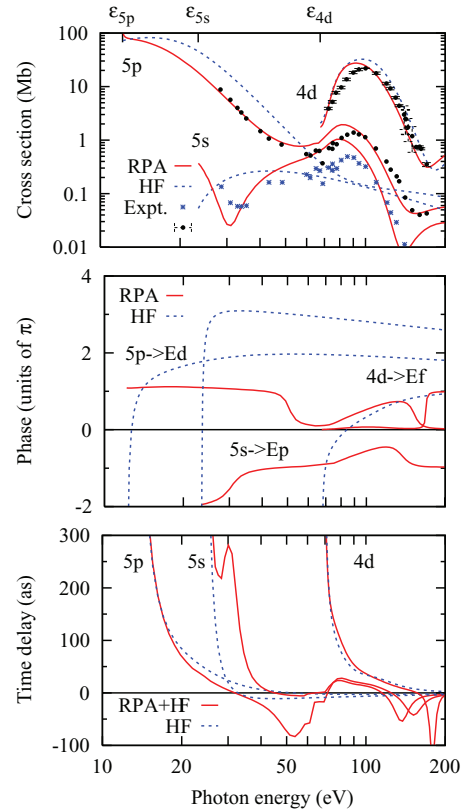 ε5p ε5s ε4d
Cross section (Mb)
100
10
1
0.1
0.01
5p
4d
5s
RPA
HF
Expt.
Phase (units of π)
4
2
0
-2
RPA
HF
5p->Ed
4d->Ef
5s->Ep
Time delay (as)
300
200
100
0
-100
5p 5s 4d
RPA+HF
HF
10 20 50 100 200
Photon energy (eV)